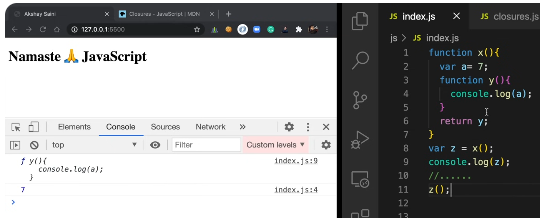 Akshay Saini
Closures - JavaScript | MDN
127.0.0.1:5500
Namaste 🙏 JavaScript
Elements Console Sources Network »
top Filter Custom levels
ƒ y(){ index.js:9
console.log(a);
}
7 index.js:4
>
index.js closures.js
js > JS index.js
1 function x(){
2 var a= 7;
3 function y(){
4 console.log(a);
5 }
6 return y;
7 }
8 var z = x();
9 console.log(z);
10 //......
11 z();
12
13